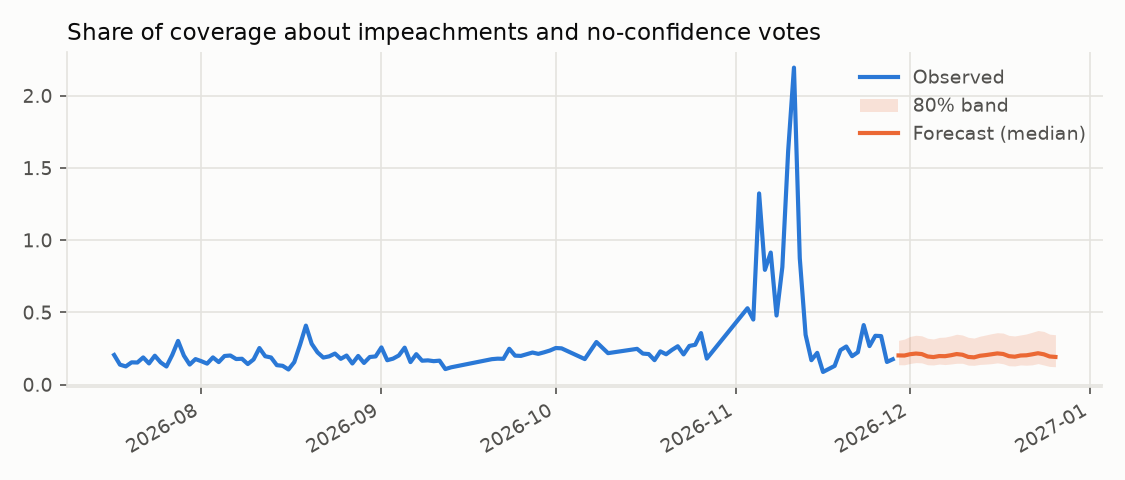 Share of coverage about impeachments and no-confidence votes
Observed
80% band
Forecast (median)
2.0
1.5
1.0
0.5
0.0
2026-08
2026-09
2026-10
2026-11
2026-12
2027-01